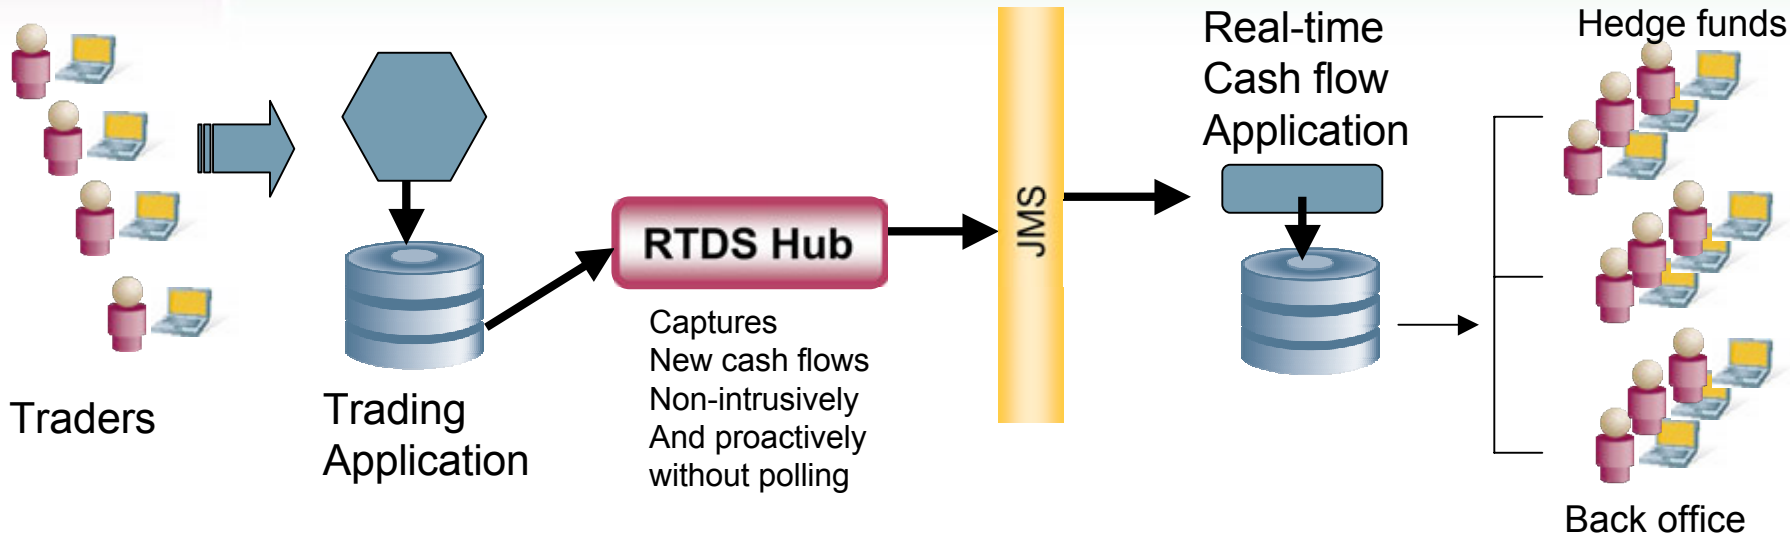 Traders
Trading
Application
RTDS Hub
Captures
New cash flows
Non-intrusively
And proactively
without polling
JMS
Real-time
Cash flow
Application
Hedge funds
Back office